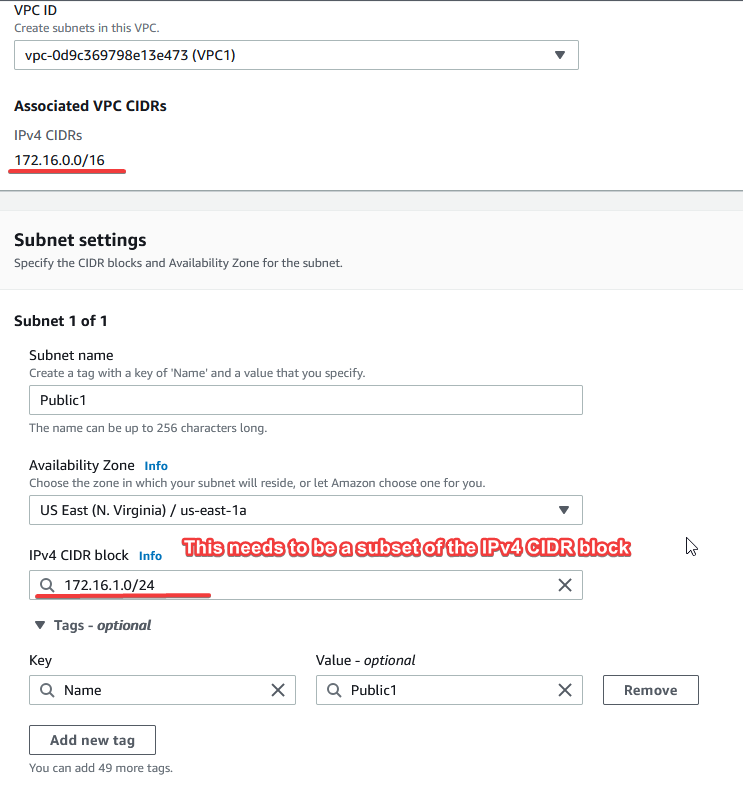 VPC ID
Create subnets in this VPC.
vpc-0d9c369798e13e473 (VPC1)
Associated VPC CIDRs
IPv4 CIDRs
172.16.0.0/16
Subnet settings
Specify the CIDR blocks and Availability Zone for the subnet.
Subnet 1 of 1
Subnet name
Create a tag with a key of 'Name' and a value that you specify.
Public1
The name can be up to 256 characters long.
Availability Zone Info
Choose the zone in which your subnet will reside, or let Amazon choose one for you.
US East (N. Virginia) / us-east-1a
IPv4 CIDR block Info This needs to be a subset of the IPv4 CIDR block
172.16.1.0/24
Tags - optional
Key Value - optional
Name Public1 Remove
Add new tag
You can add 49 more tags.